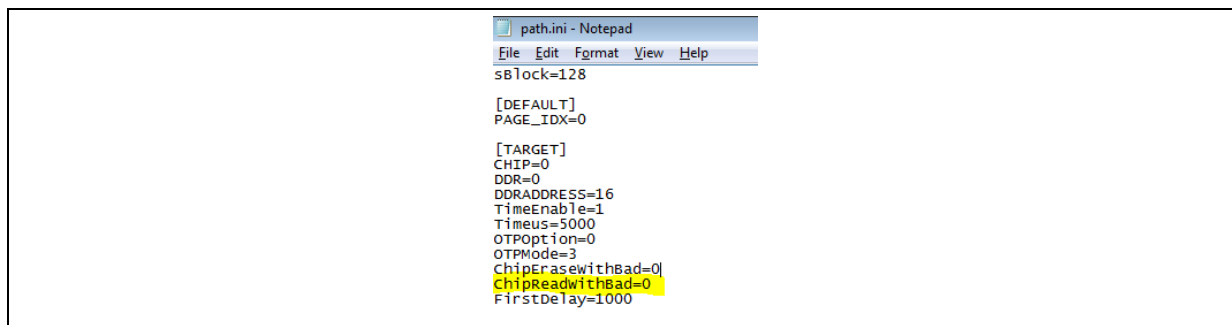 path.ini - Notepad
File Edit Format View Help
sBlock=128
[DEFAULT]
PAGE_IDX=0
[TARGET]
CHIP=0
DDR=0
DDRADDRESS=16
TimeEnable=1
Timeus=5000
OTPOption=0
OTPMode=3
ChipEraseWithBad=0
ChipReadWithBad=0
FirstDelay=1000